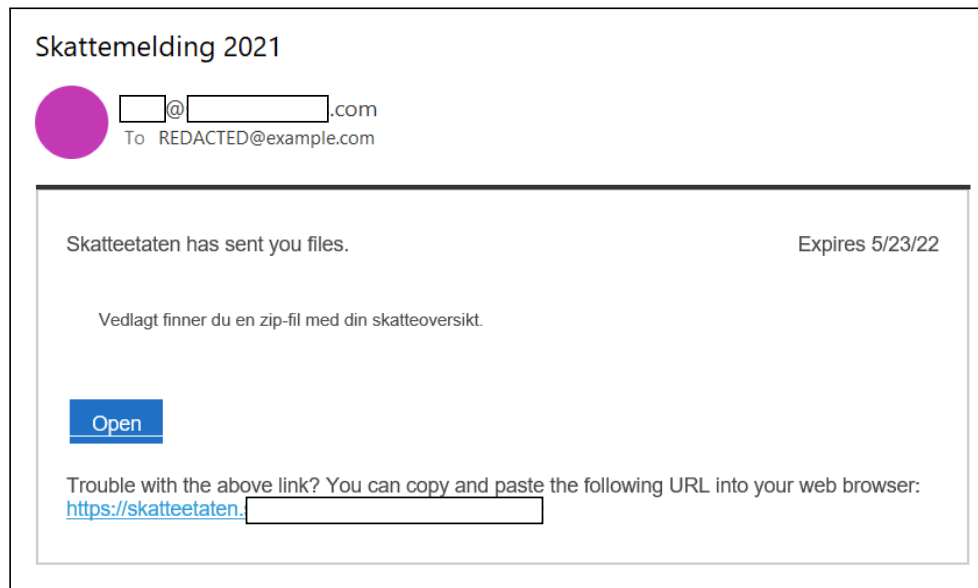 Skattemelding 2021
@ .com
To REDACTED@example.com
Skatteetaten has sent you files. Expires 5/23/22
Vedlagt finner du en zip-fil med din skatteoversikt.
Open
Trouble with the above link? You can copy and paste the following URL into your web browser:
https://skatteetaten.